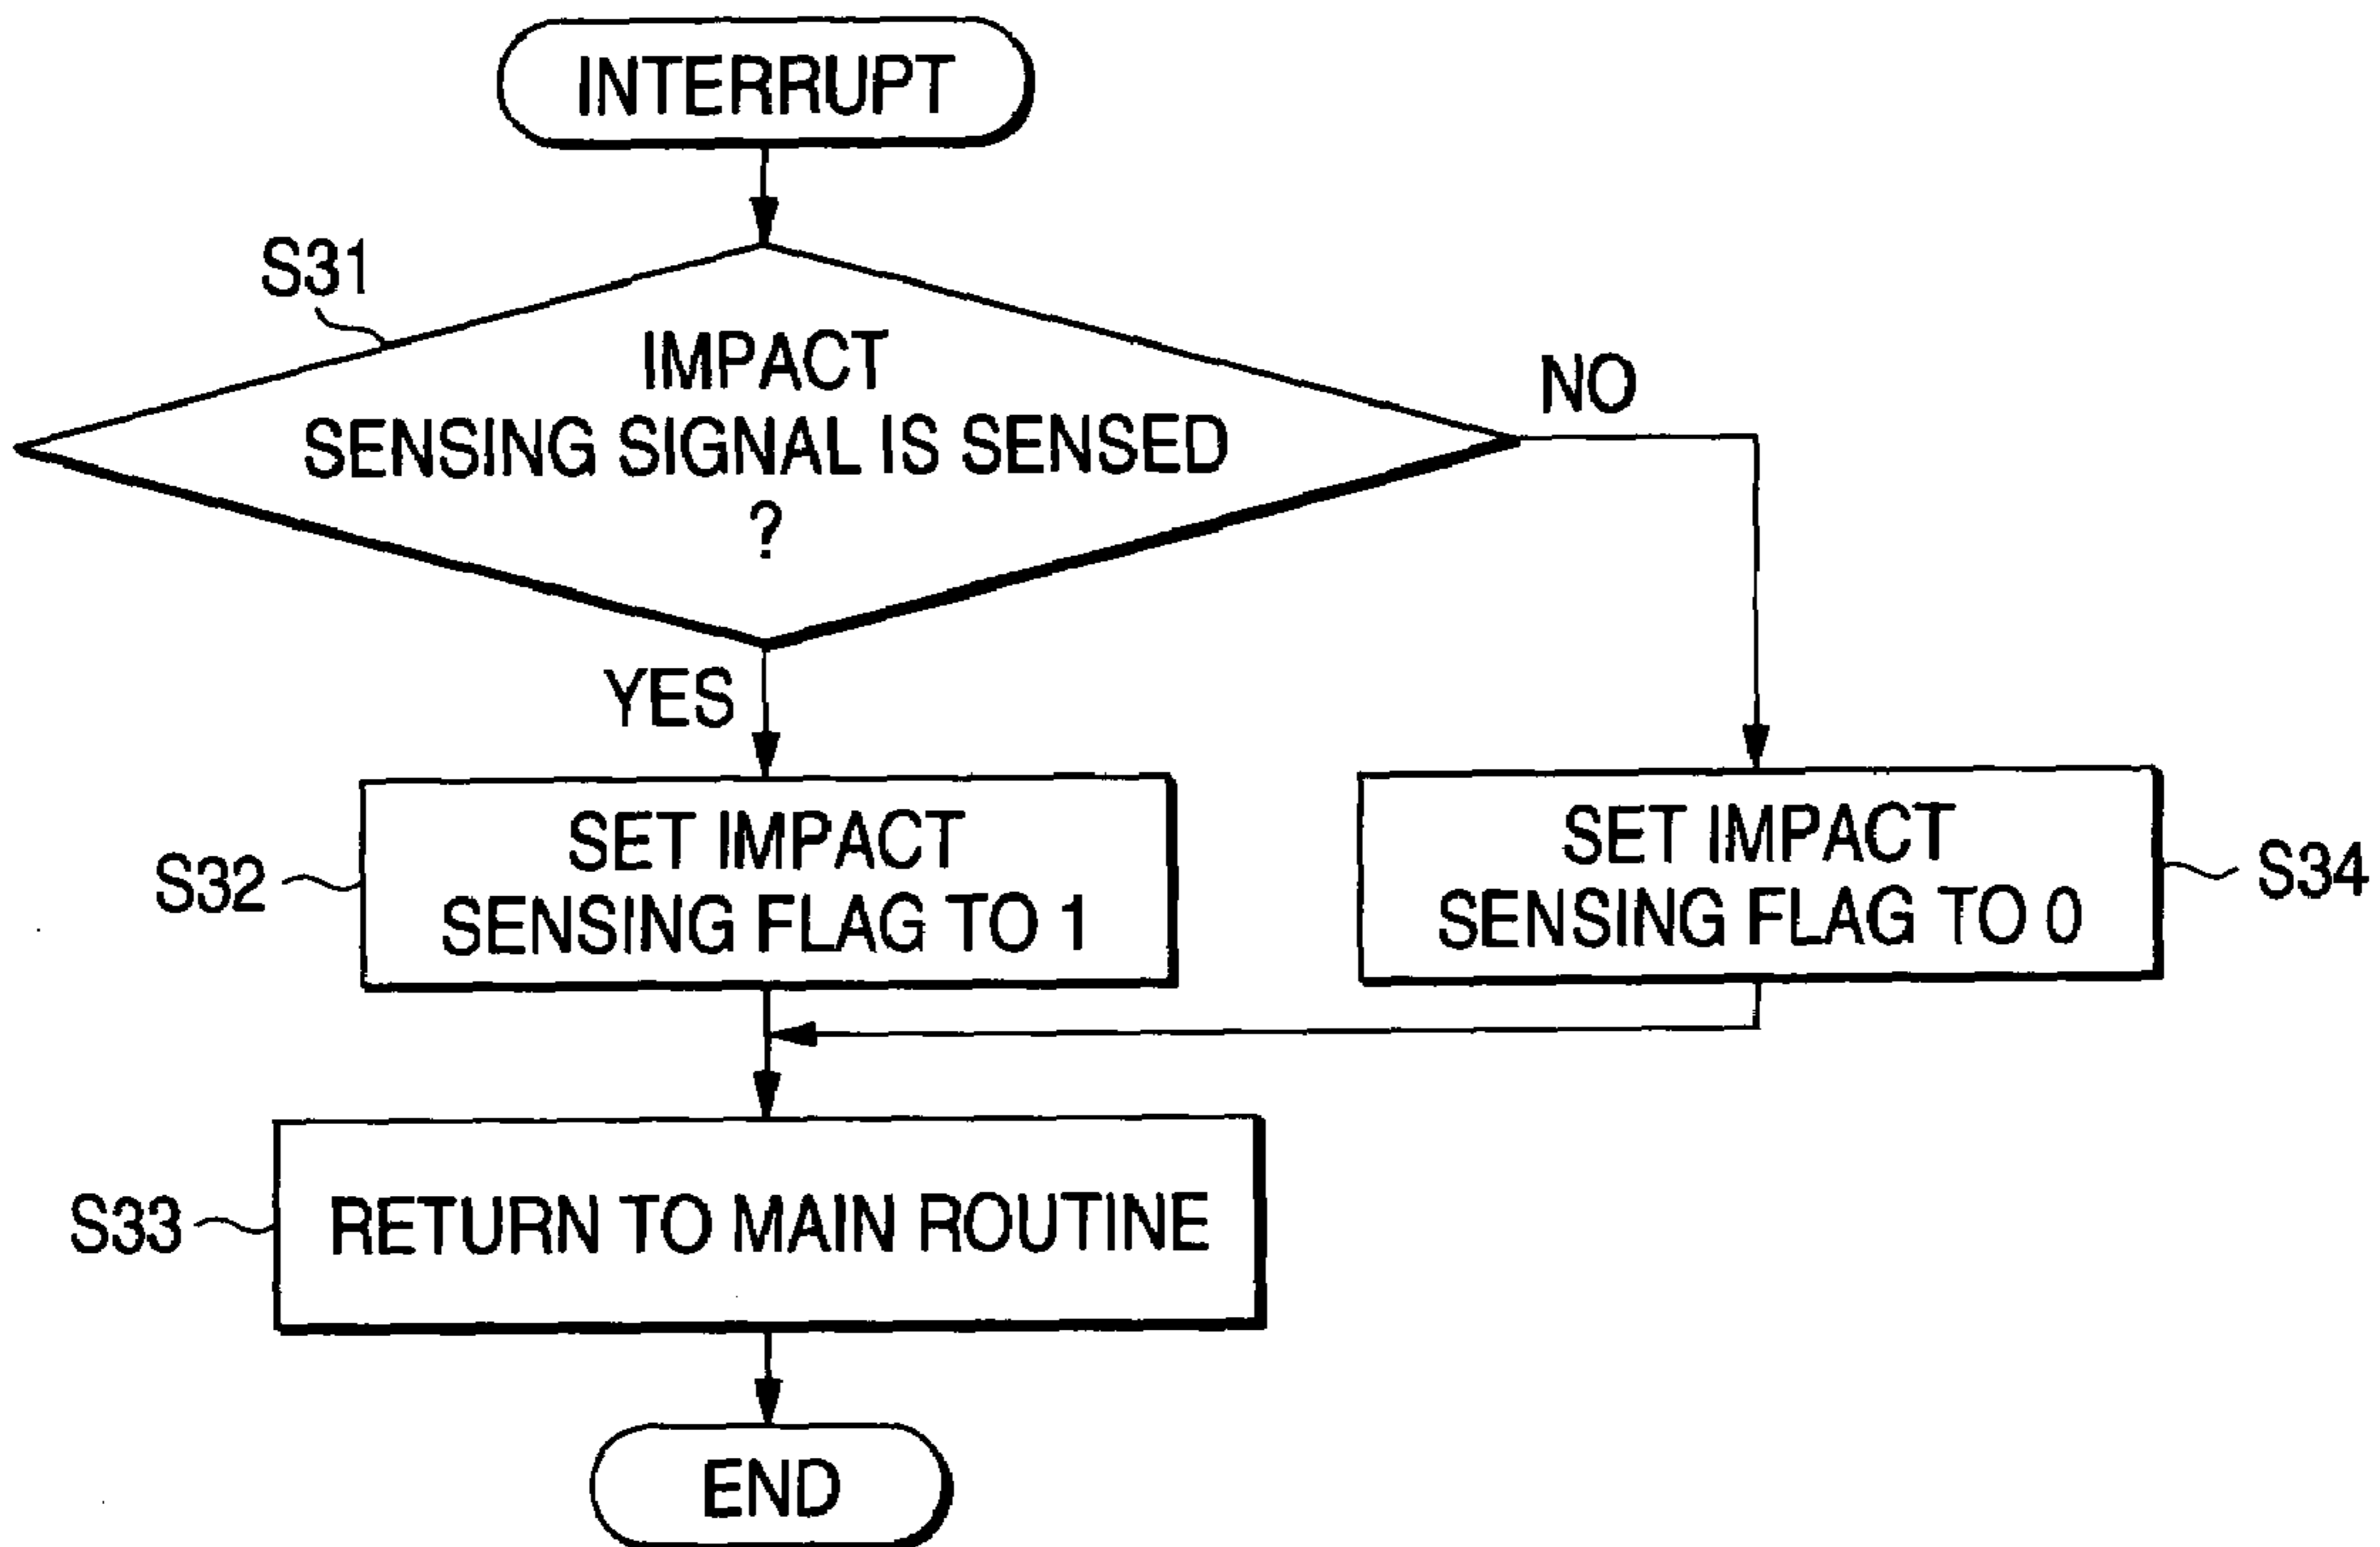 INTERRUPT
S31
IMPACT
SENSING SIGNAL IS SENSED
?
NO
YES
S32
SET IMPACT
SENSING FLAG TO 1
SET IMPACT
SENSING FLAG TO 0
S34
S33
RETURN TO MAIN ROUTINE
END